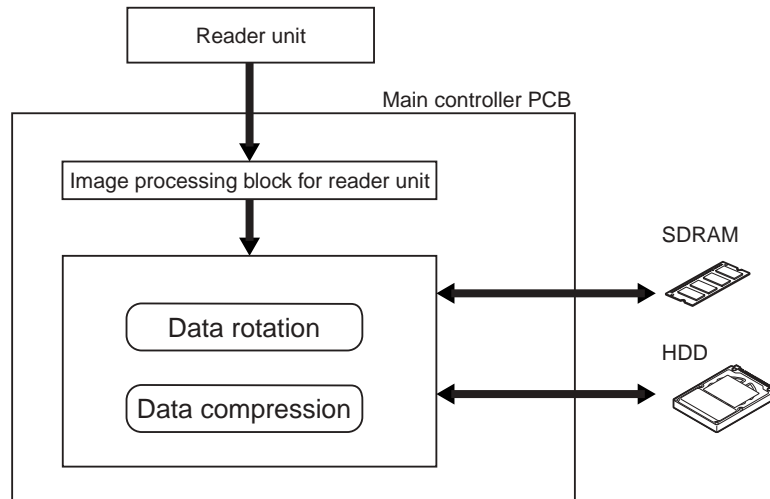 Reader unit
Main controller PCB
Image processing block for reader unit
SDRAM
Data rotation
HDD
Data compression